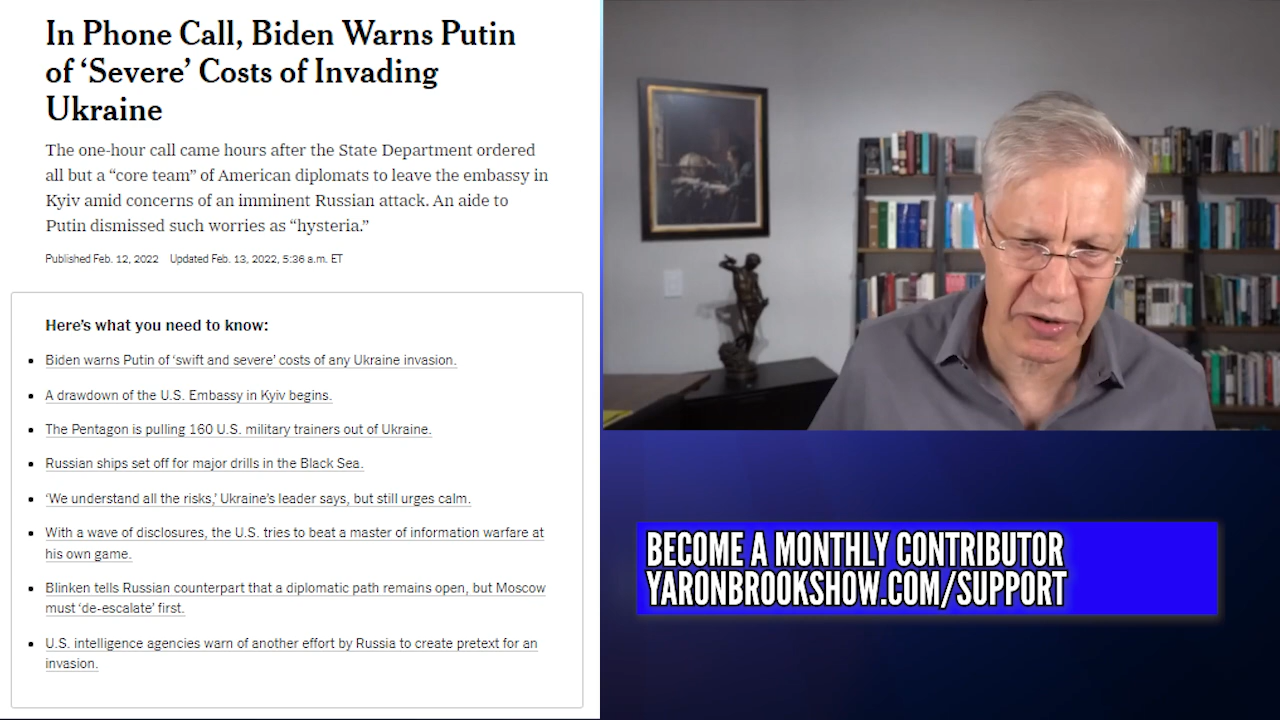 In Phone Call, Biden Warns Putin
of ‘Severe’ Costs of Invading
Ukraine
The one-hour call came hours after the State Department ordered
all but a “core team” of American diplomats to leave the embassy in
Kyiv amid concerns of an imminent Russian attack. An aide to
Putin dismissed such worries as “hysteria.”
Published Feb. 12, 2022 Updated Feb. 13, 2022, 5:36 a.m. ET
Here’s what you need to know:
Biden warns Putin of ‘swift and severe’ costs of any Ukraine invasion.
A drawdown of the U.S. Embassy in Kyiv begins.
The Pentagon is pulling 160 U.S. military trainers out of Ukraine.
Russian ships set off for major drills in the Black Sea.
‘We understand all the risks,’ Ukraine’s leader says, but still urges calm.
With a wave of disclosures, the U.S. tries to beat a master of information warfare at
his own game.
Blinken tells Russian counterpart that a diplomatic path remains open, but Moscow
must ‘de-escalate’ first.
U.S. intelligence agencies warn of another effort by Russia to create pretext for an
invasion.
BECOME A MONTHLY CONTRIBUTOR
YARONBROOKSHOW.COM/SUPPORT